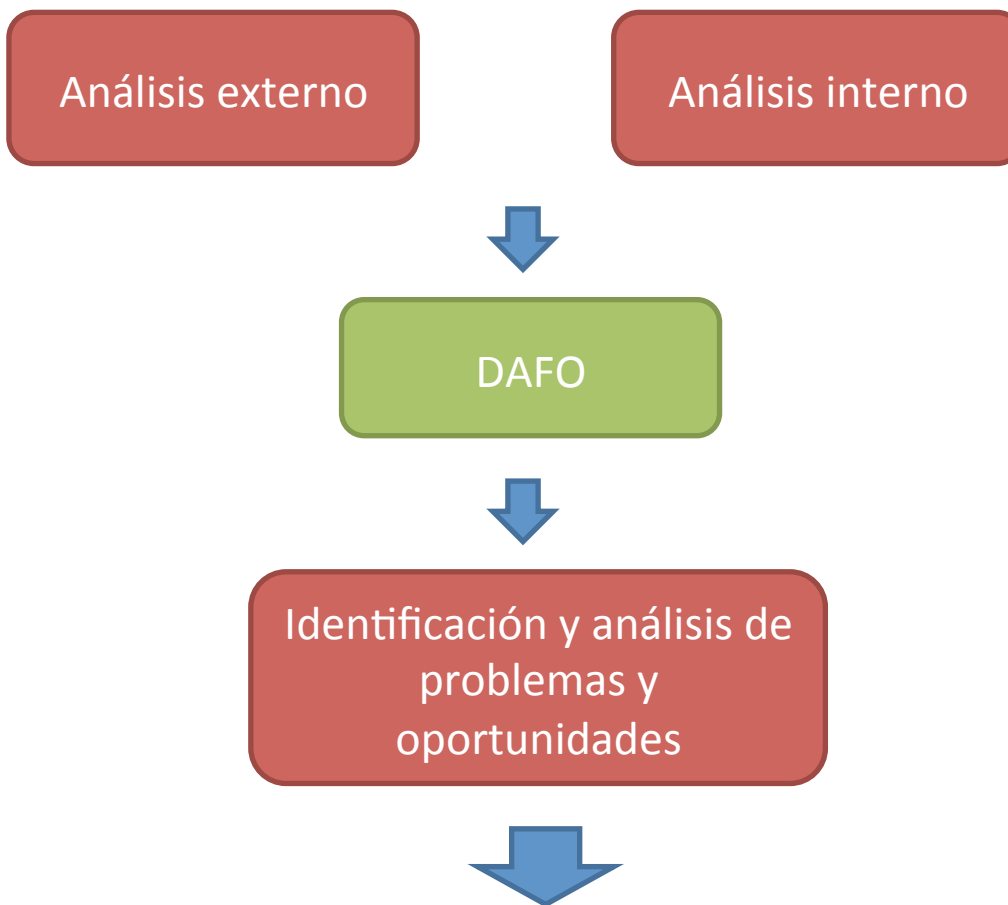 Análisis externo
Análisis interno
DAFO
Identificación y análisis de
problemas y
oportunidades